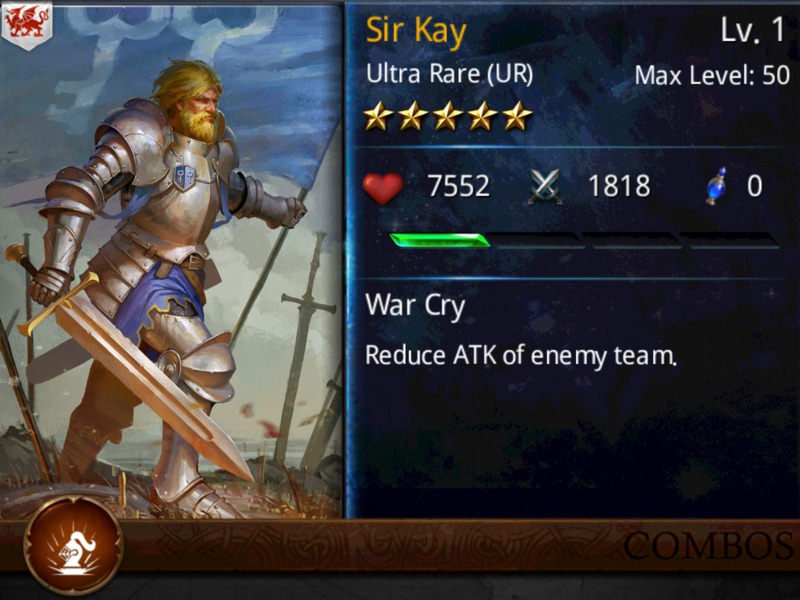 Sir Kay
Lv. 1
Ultra Rare (UR)
Max Level: 50
7552
1818
0
War Cry
Reduce ATK of enemy team.
COMBOS